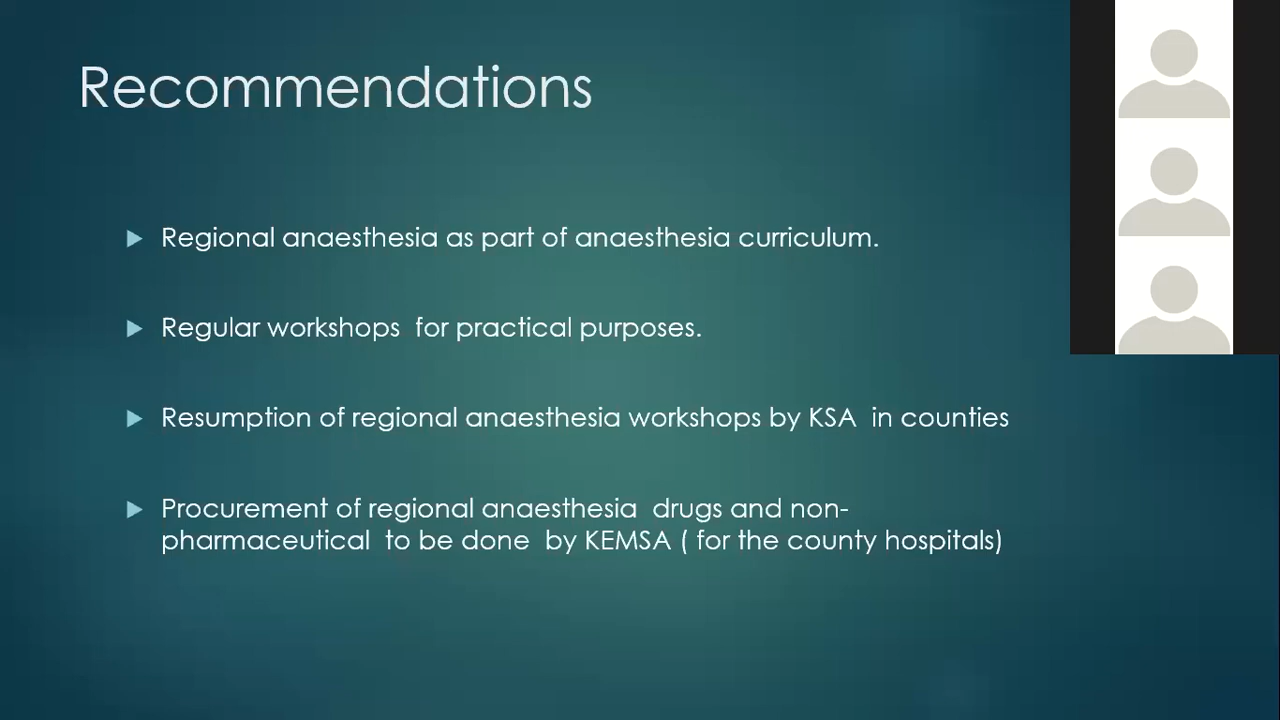 Recommendations
Regional anaesthesia as part of anaesthesia curriculum.
Regular workshops  for practical purposes.
Resumption of regional anaesthesia workshops by KSA  in counties
Procurement of regional anaesthesia  drugs and non-
pharmaceutical  to be done  by KEMSA ( for the county hospitals)